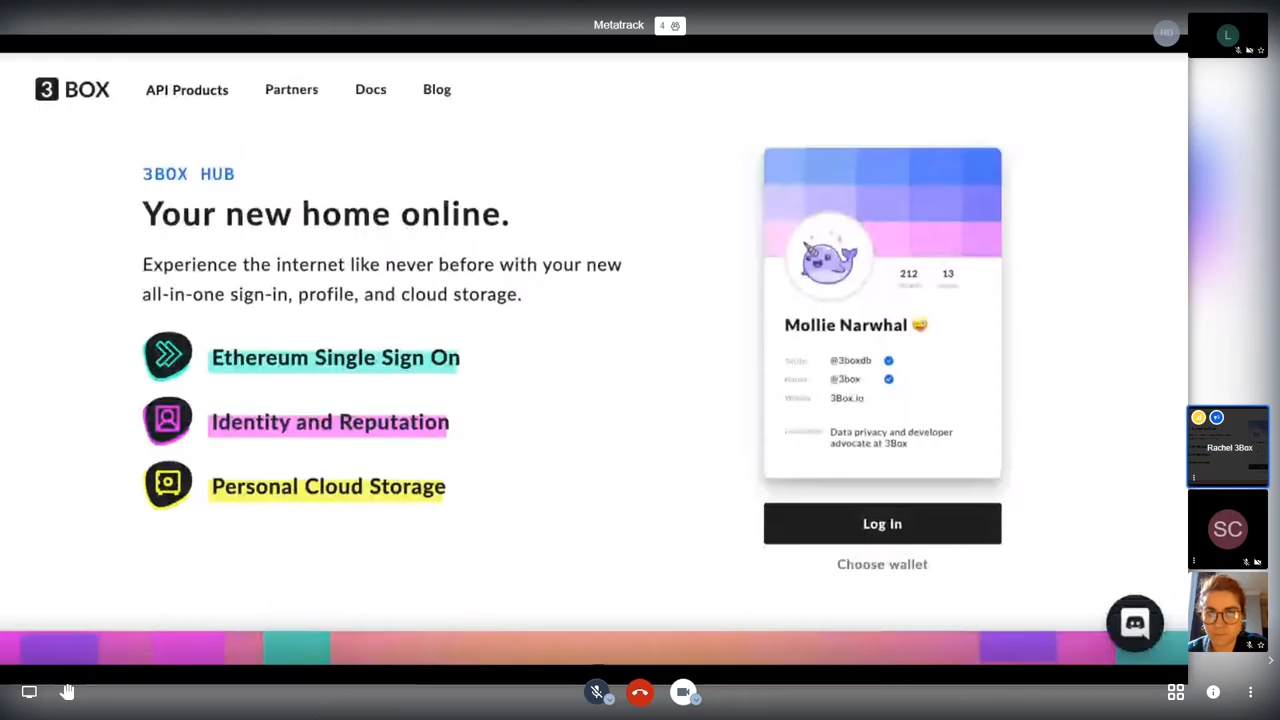 Metatrack 4
HD
L
3 BOX API Products Partners Docs Blog
3BOX HUB
Your new home online.
Experience the internet like never before with your new
all-in-one sign-in, profile, and cloud storage.
Ethereum Single Sign On
Identity and Reputation
Personal Cloud Storage
212 13
Mollie Narwhal
@3boxdb
@3box
3Box.io
Data privacy and developer
advocate at 3Box
Log In
Choose wallet
Rachel 3Box
SC